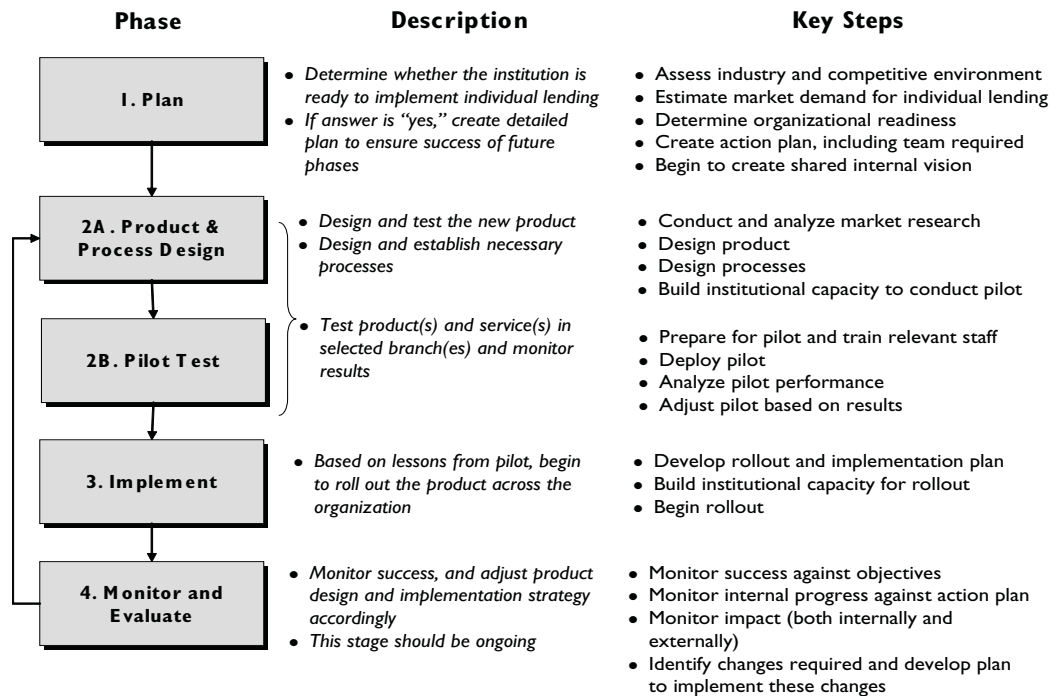 Phase
Description
Key Steps
1. Plan
• Determine whether the institution is
ready to implement individual lending
• If answer is “yes,” create detailed
plan to ensure success of future
phases
• Assess industry and competitive environment
• Estimate market demand for individual lending
• Determine organizational readiness
• Create action plan, including team required
• Begin to create shared internal vision
2A. Product &
Process Design
• Design and test the new product
• Design and establish necessary
processes
• Conduct and analyze market research
• Design product
• Design processes
• Build institutional capacity to conduct pilot
2B. Pilot Test
• Test product(s) and service(s) in
selected branch(es) and monitor
results
• Prepare for pilot and train relevant staff
• Deploy pilot
• Analyze pilot performance
• Adjust pilot based on results
3. Implement
• Based on lessons from pilot, begin
to roll out the product across the
organization
• Develop rollout and implementation plan
• Build institutional capacity for rollout
• Begin rollout
4. Monitor and
Evaluate
• Monitor success, and adjust product
design and implementation strategy
accordingly
• This stage should be ongoing
• Monitor success against objectives
• Monitor internal progress against action plan
• Monitor impact (both internally and
externally)
• Identify changes required and develop plan
to implement these changes